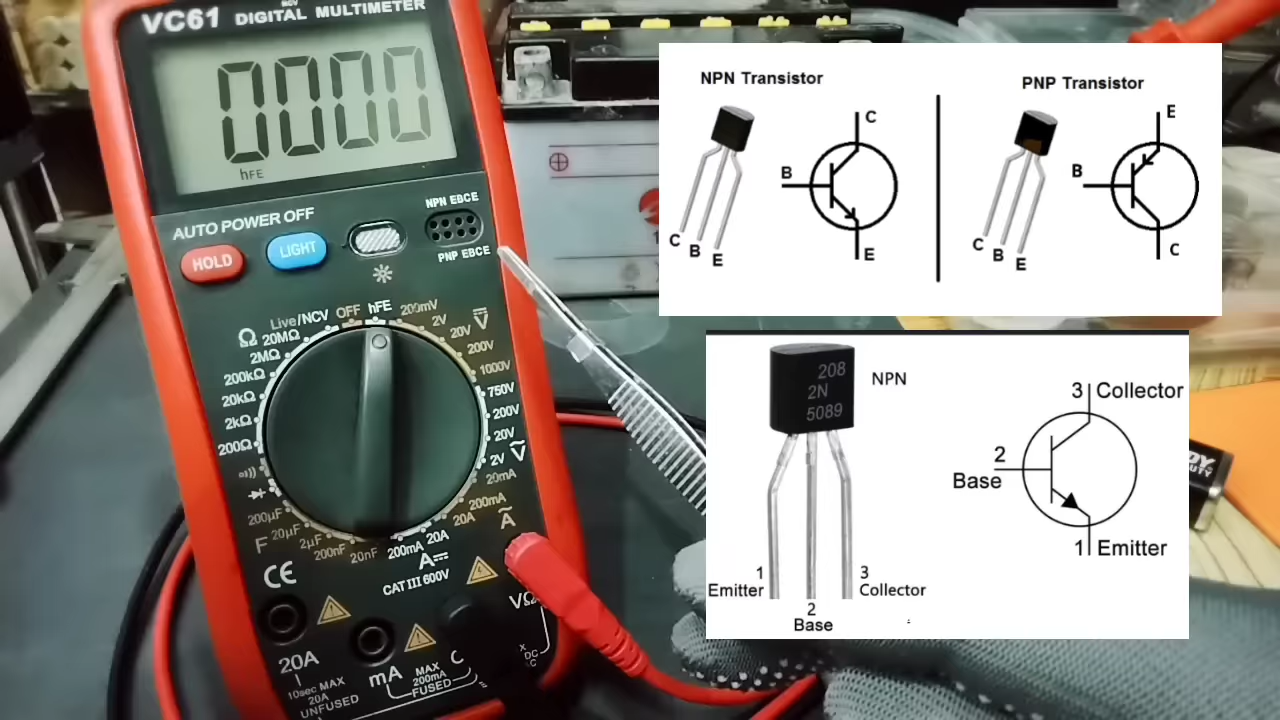 VC61 DIGITAL MULTIMETER
0000
hFE
AUTO POWER OFF
HOLD
LIGHT
NPN EBCE
PNP EBCE
Live/NCV
OFF
hFE
200mV
2V
20V
200V
1000V
V
750V
200V
20V
2V
V
20mA
200mA
20A
A
20A
200mA
A
20nF
200nF
2μF
20μF
200μF
F
200Ω
2kΩ
20kΩ
200kΩ
2MΩ
20MΩ
Ω
CE
CAT III 600V
20A
10sec MAX
20A
UNFUSED
mA
MAX
200mA
FUSED
C
VΩ
NPN Transistor
C
B
E
C
B
E
PNP Transistor
E
B
C
C
B
E
208
2N
5089
NPN
3 Collector
2
Base
1 Emitter
1
Emitter
2
Base
3
Collector